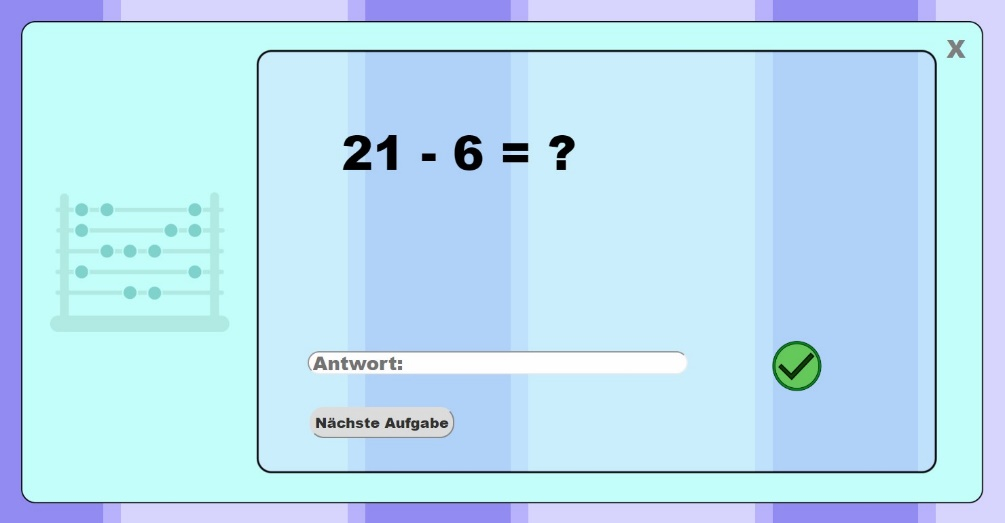 X
21 - 6 = ?
Antwort:
Nächste Aufgabe